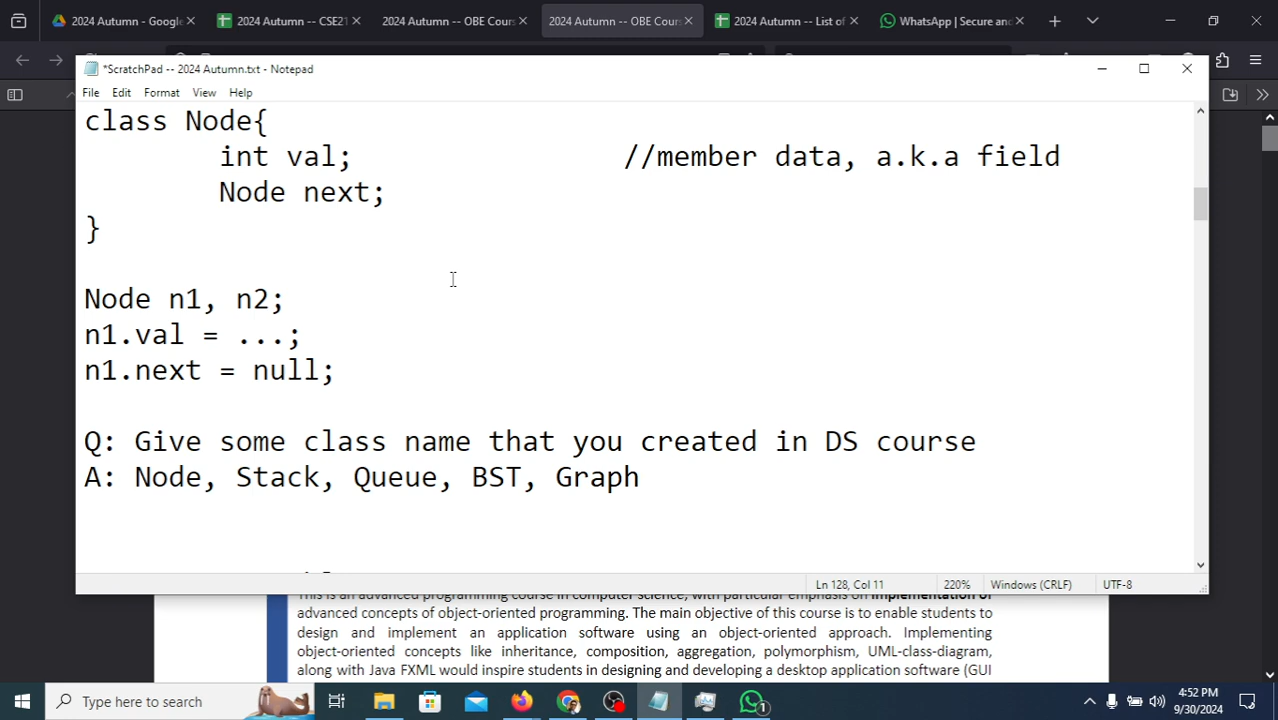 2024 Autumn - Google
2024 Autumn -- CSE21
2024 Autumn -- OBE Cours
2024 Autumn -- OBE Cours
2024 Autumn -- List of
WhatsApp | Secure and
*ScratchPad -- 2024 Autumn.txt - Notepad
File Edit Format View Help
class Node{
int val; //member data, a.k.a field
Node next;
}
Node n1, n2;
n1.val = ...;
n1.next = null;
Q: Give some class name that you created in DS course
A: Node, Stack, Queue, BST, Graph
Ln 128, Col 11 220% Windows (CRLF) UTF-8
This is an advanced programming course in computer science, with particular emphasis on implementation of
advanced concepts of object-oriented programming. The main objective of this course is to enable students to
design and implement an application software using an object-oriented approach. Implementing
object-oriented concepts like inheritance, composition, aggregation, polymorphism, UML-class-diagram,
along with Java FXML would inspire students in designing and developing a desktop application software (GUI
Type here to search
1
4:52 PM
9/30/2024